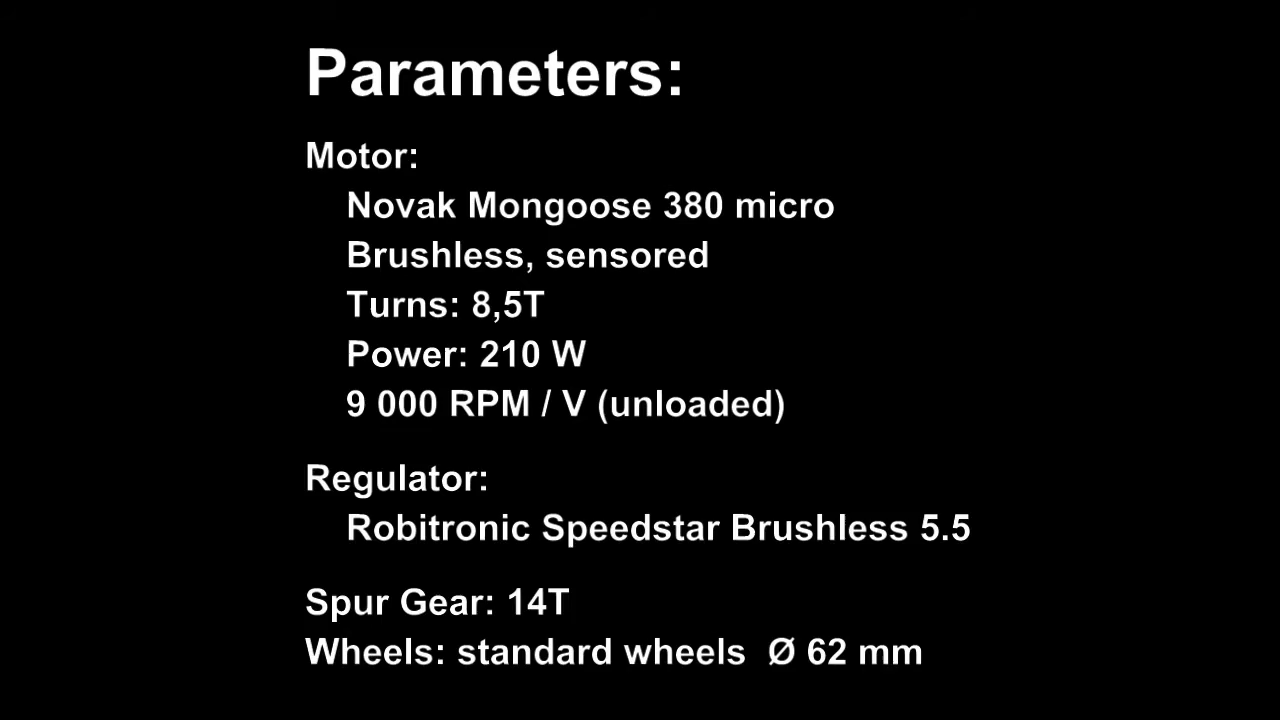 Parameters:
Motor:
Novak Mongoose 380 micro
Brushless, sensored
Turns: 8,5T
Power: 210 W
9 000 RPM / V (unloaded)
Regulator:
Robitronic Speedstar Brushless 5.5
Spur Gear: 14T
Wheels: standard wheels Ø 62 mm